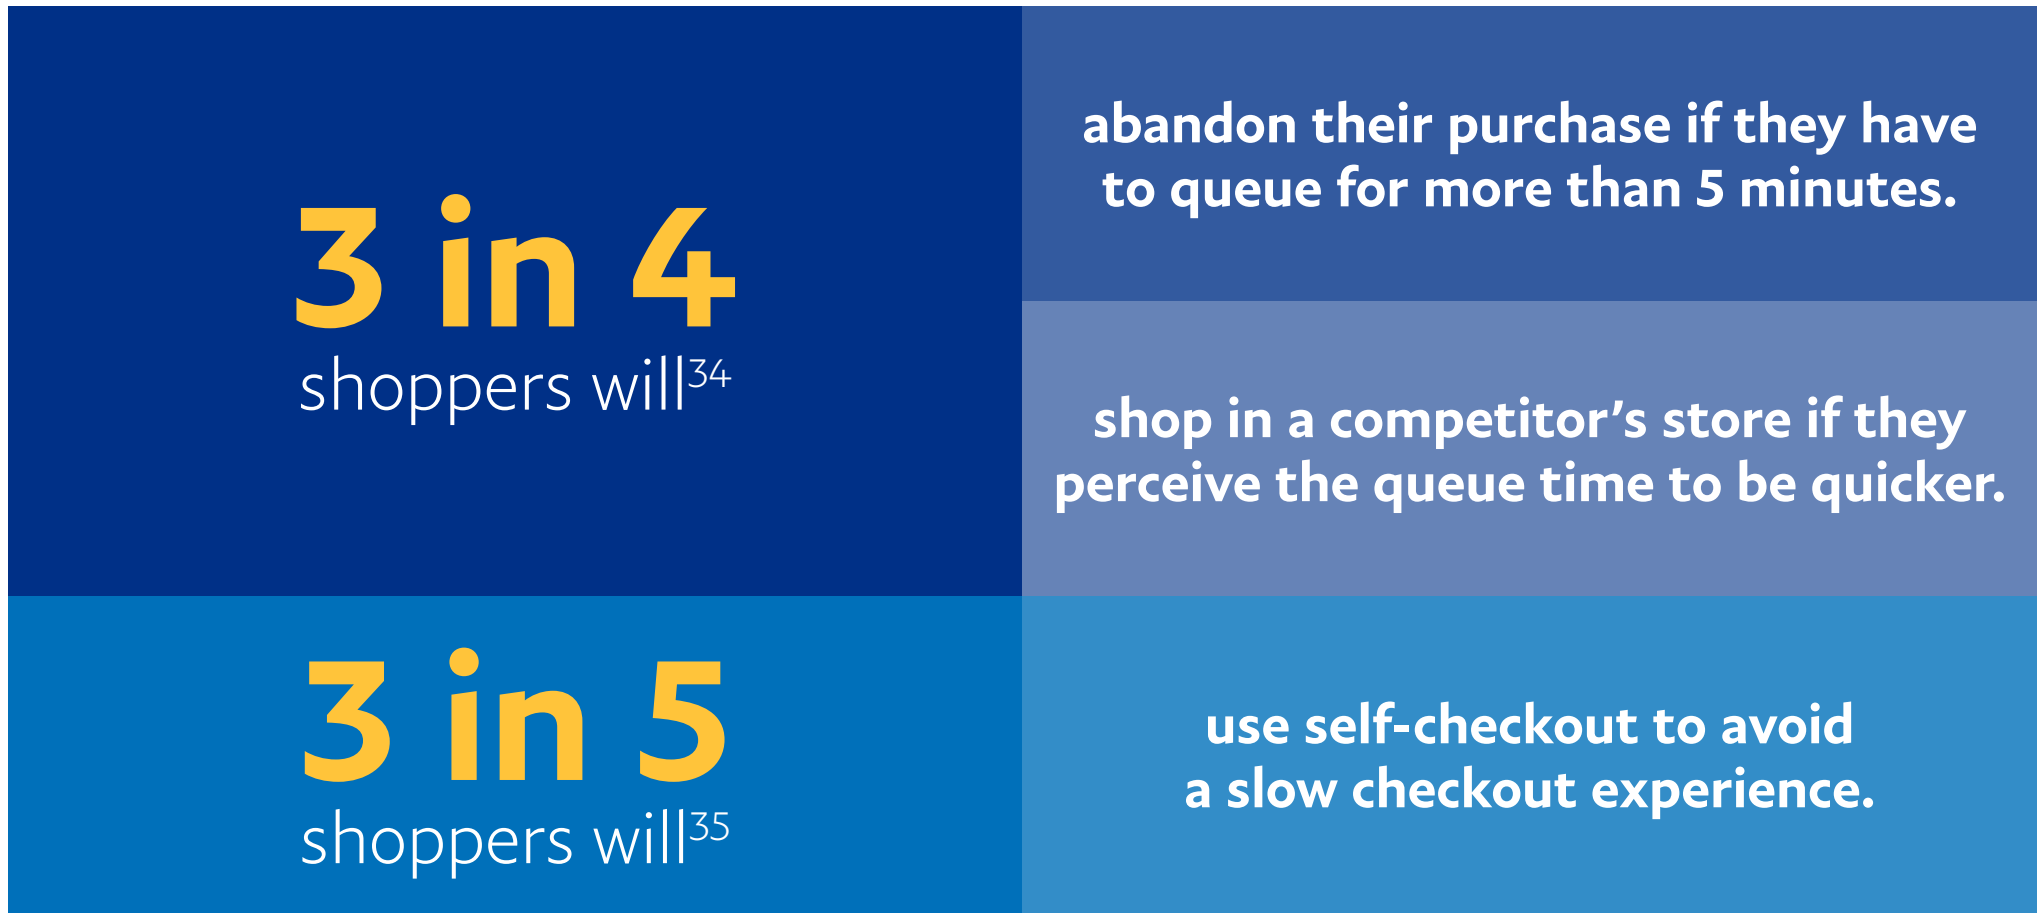 3 in 4
shoppers will³⁴
abandon their purchase if they have
to queue for more than 5 minutes.
shop in a competitor’s store if they
perceive the queue time to be quicker.
3 in 5
shoppers will³⁵
use self-checkout to avoid
a slow checkout experience.